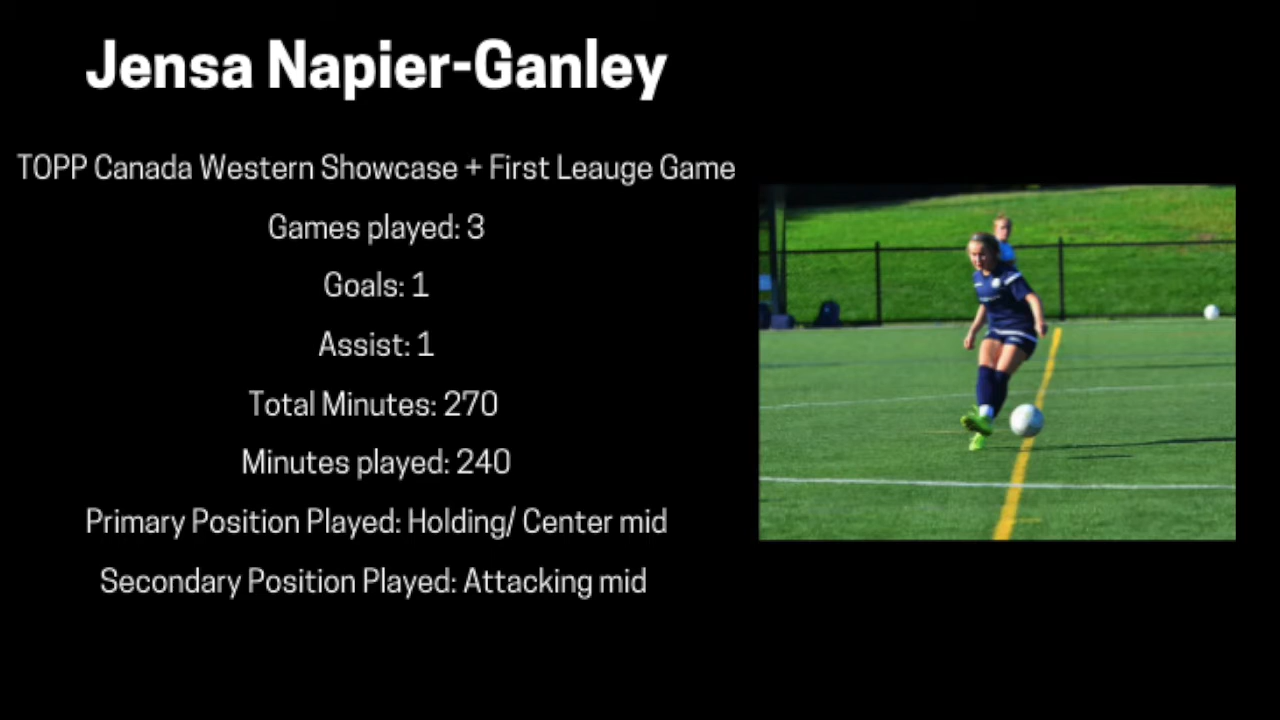 Jensa Napier-Ganley
TOPP Canada Western Showcase + First Leauge Game
Games played: 3
Goals: 1
Assist: 1
Total Minutes: 270
Minutes played: 240
Primary Position Played: Holding/ Center mid
Secondary Position Played: Attacking mid